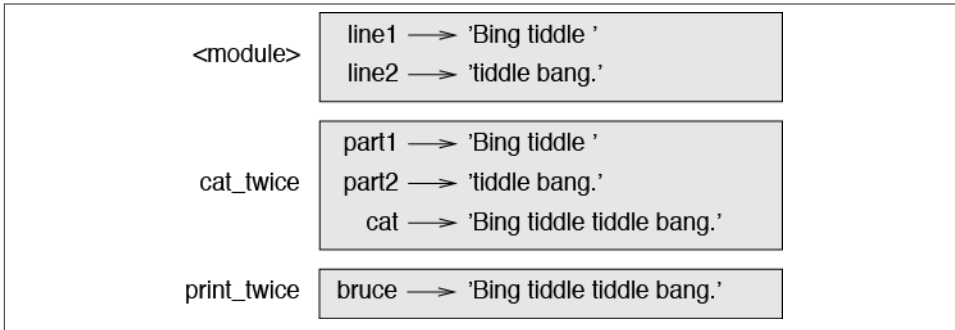 <module>
line1 ⟶ ’Bing tiddle ’
line2 ⟶ ’tiddle bang.’
cat_twice
part1 ⟶ ’Bing tiddle ’
part2 ⟶ ’tiddle bang.’
cat ⟶ ’Bing tiddle tiddle bang.’
print_twice
bruce ⟶ ’Bing tiddle tiddle bang.’